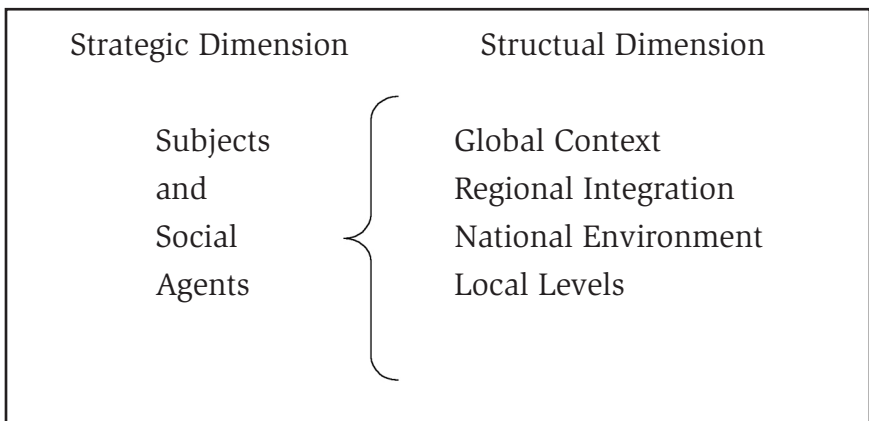 Strategic Dimension
Structual Dimension
Subjects
and
Social
Agents
Global Context
Regional Integration
National Environment
Local Levels